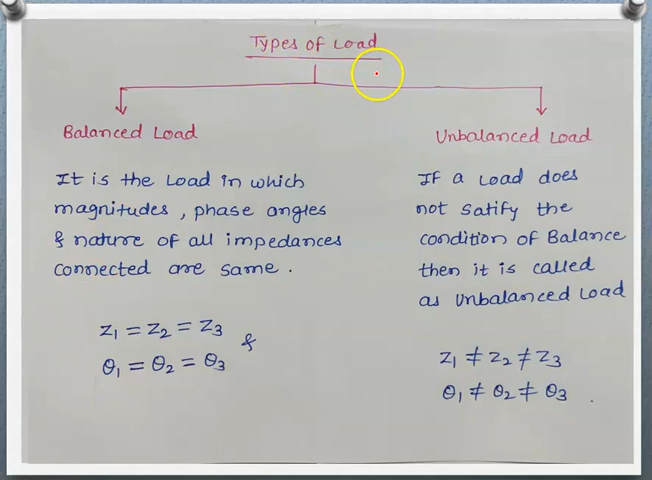 Types of Load
Balanced Load
It is the Load in which
magnitudes, phase angles
& nature of all impedances
connected are same.
Z₁ = Z₂ = Z₃
&
θ₁ = θ₂ = θ₃
Unbalanced Load
If a Load does
not satify the
condition of Balance
then it is called
as Unbalanced Load
Z₁ ≠ Z₂ ≠ Z₃
θ₁ ≠ θ₂ ≠ θ₃ .